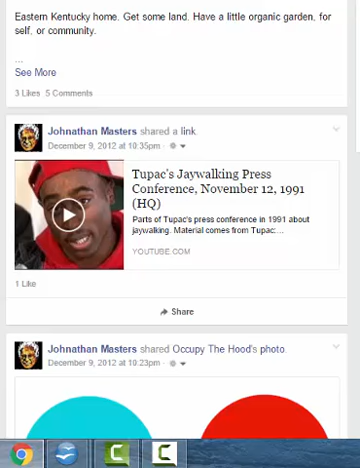 Eastern Kentucky home. Get some land. Have a little organic garden, for
self, or community.
...
See More
3 Likes 5 Comments
Johnathan Masters shared a link.
December 9, 2012 at 10:35pm ·
Tupac's Jaywalking Press
Conference, November 12, 1991
(HQ)
Parts of Tupac's press conference in 1991 about
jaywalking. Material comes from Tupac:...
YOUTUBE.COM
1 Like
Share
Johnathan Masters shared Occupy The Hood's photo.
December 9, 2012 at 10:23pm ·